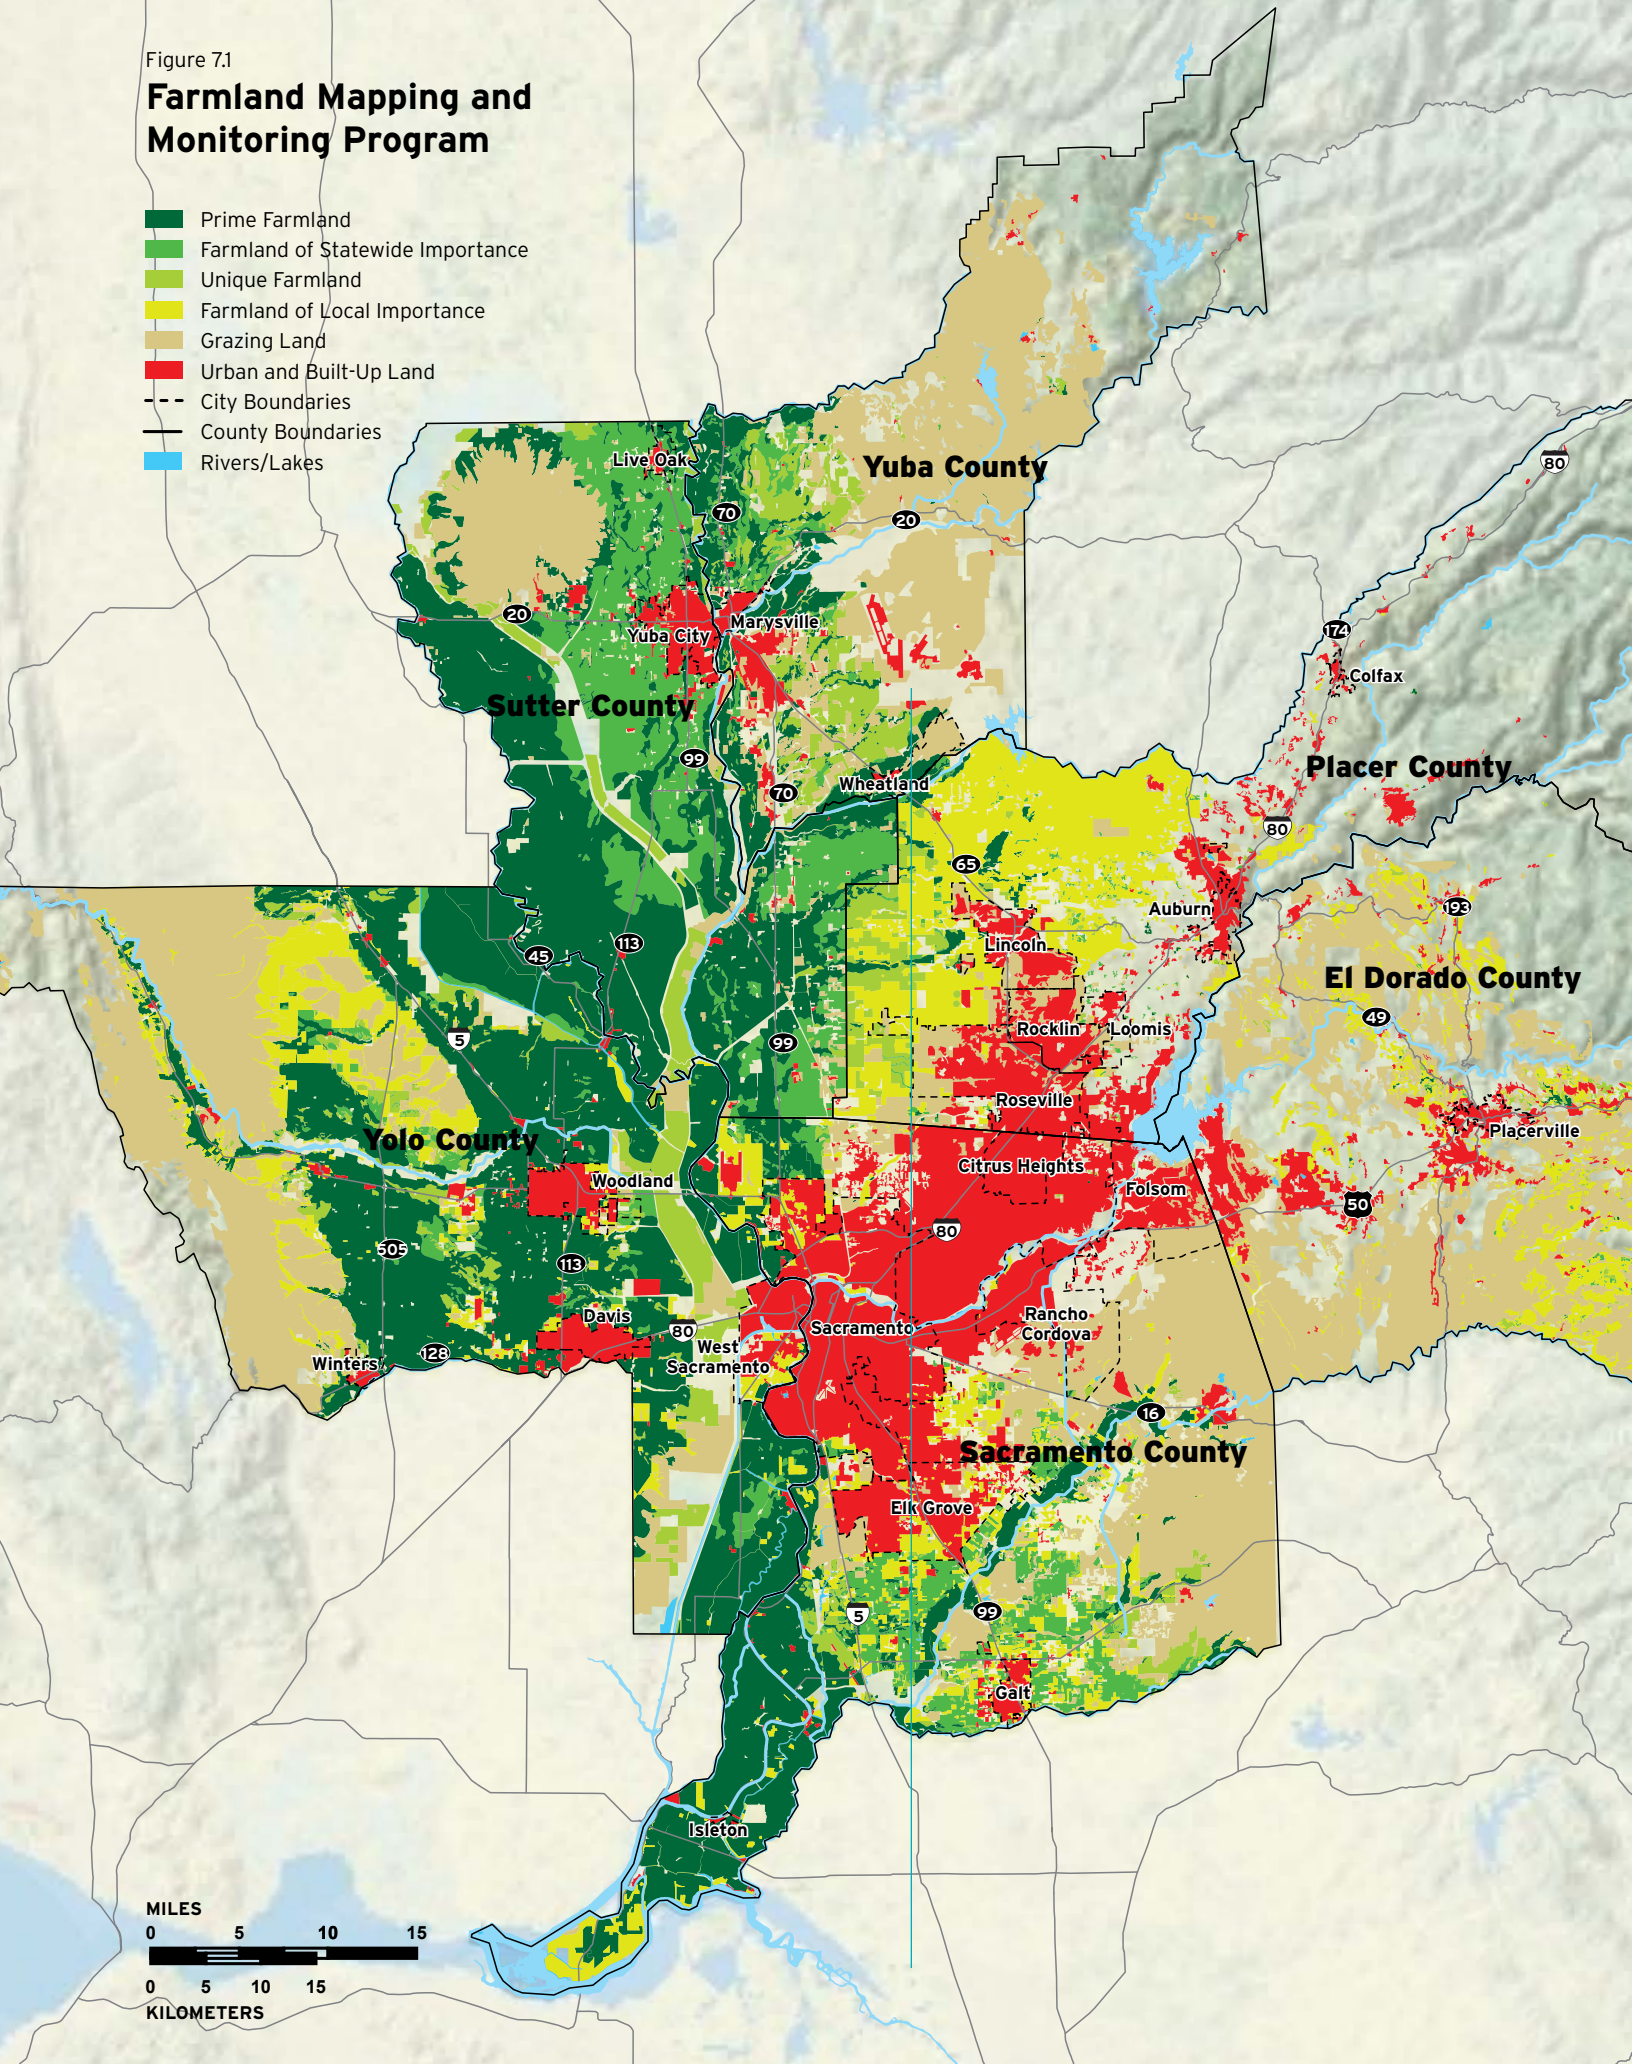 Figure 7.1
Farmland Mapping and
Monitoring Program
Prime Farmland
Farmland of Statewide Importance
Unique Farmland
Farmland of Local Importance
Grazing Land
Urban and Built-Up Land
City Boundaries
County Boundaries
Rivers/Lakes
Live Oak
Yuba County
80
70
20
20
Marysville
Yuba City
174
Colfax
Sutter County
99
Placer County
Wheatland
70
80
65
Auburn
193
Lincoln
113
45
El Dorado County
49
Rocklin
Loomis
5
99
Roseville
Placerville
Yolo County
Citrus Heights
Woodland
Folsom
50
80
505
113
Davis
Rancho
Cordova
Sacramento
80
West
Sacramento
128
Winters
16
Sacramento County
Elk Grove
5
99
Galt
Isleton
MILES
0 5 10 15
0 5 10 15
KILOMETERS